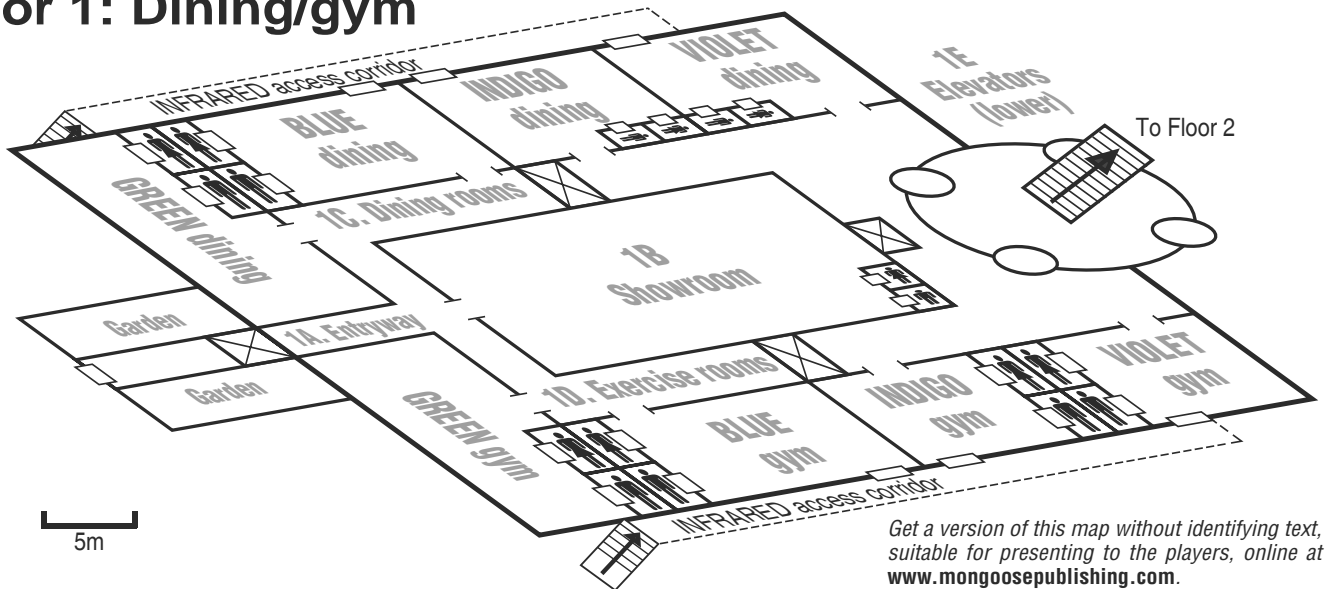 or 1: Dining/gym
INFRARED access corridor
VIOLET
dining
INDIGO
dining
BLUE
dining
1E
Elevators
(lower)
To Floor 2
GREEN dining
1C. Dining rooms
1B
Showroom
Garden
1A. Entryway
Garden
1D. Exercise rooms
GREEN gym
BLUE
gym
INDIGO
gym
VIOLET
gym
INFRARED access corridor
5m
Get a version of this map without identifying text,
suitable for presenting to the players, online at
www.mongoosepublishing.com.